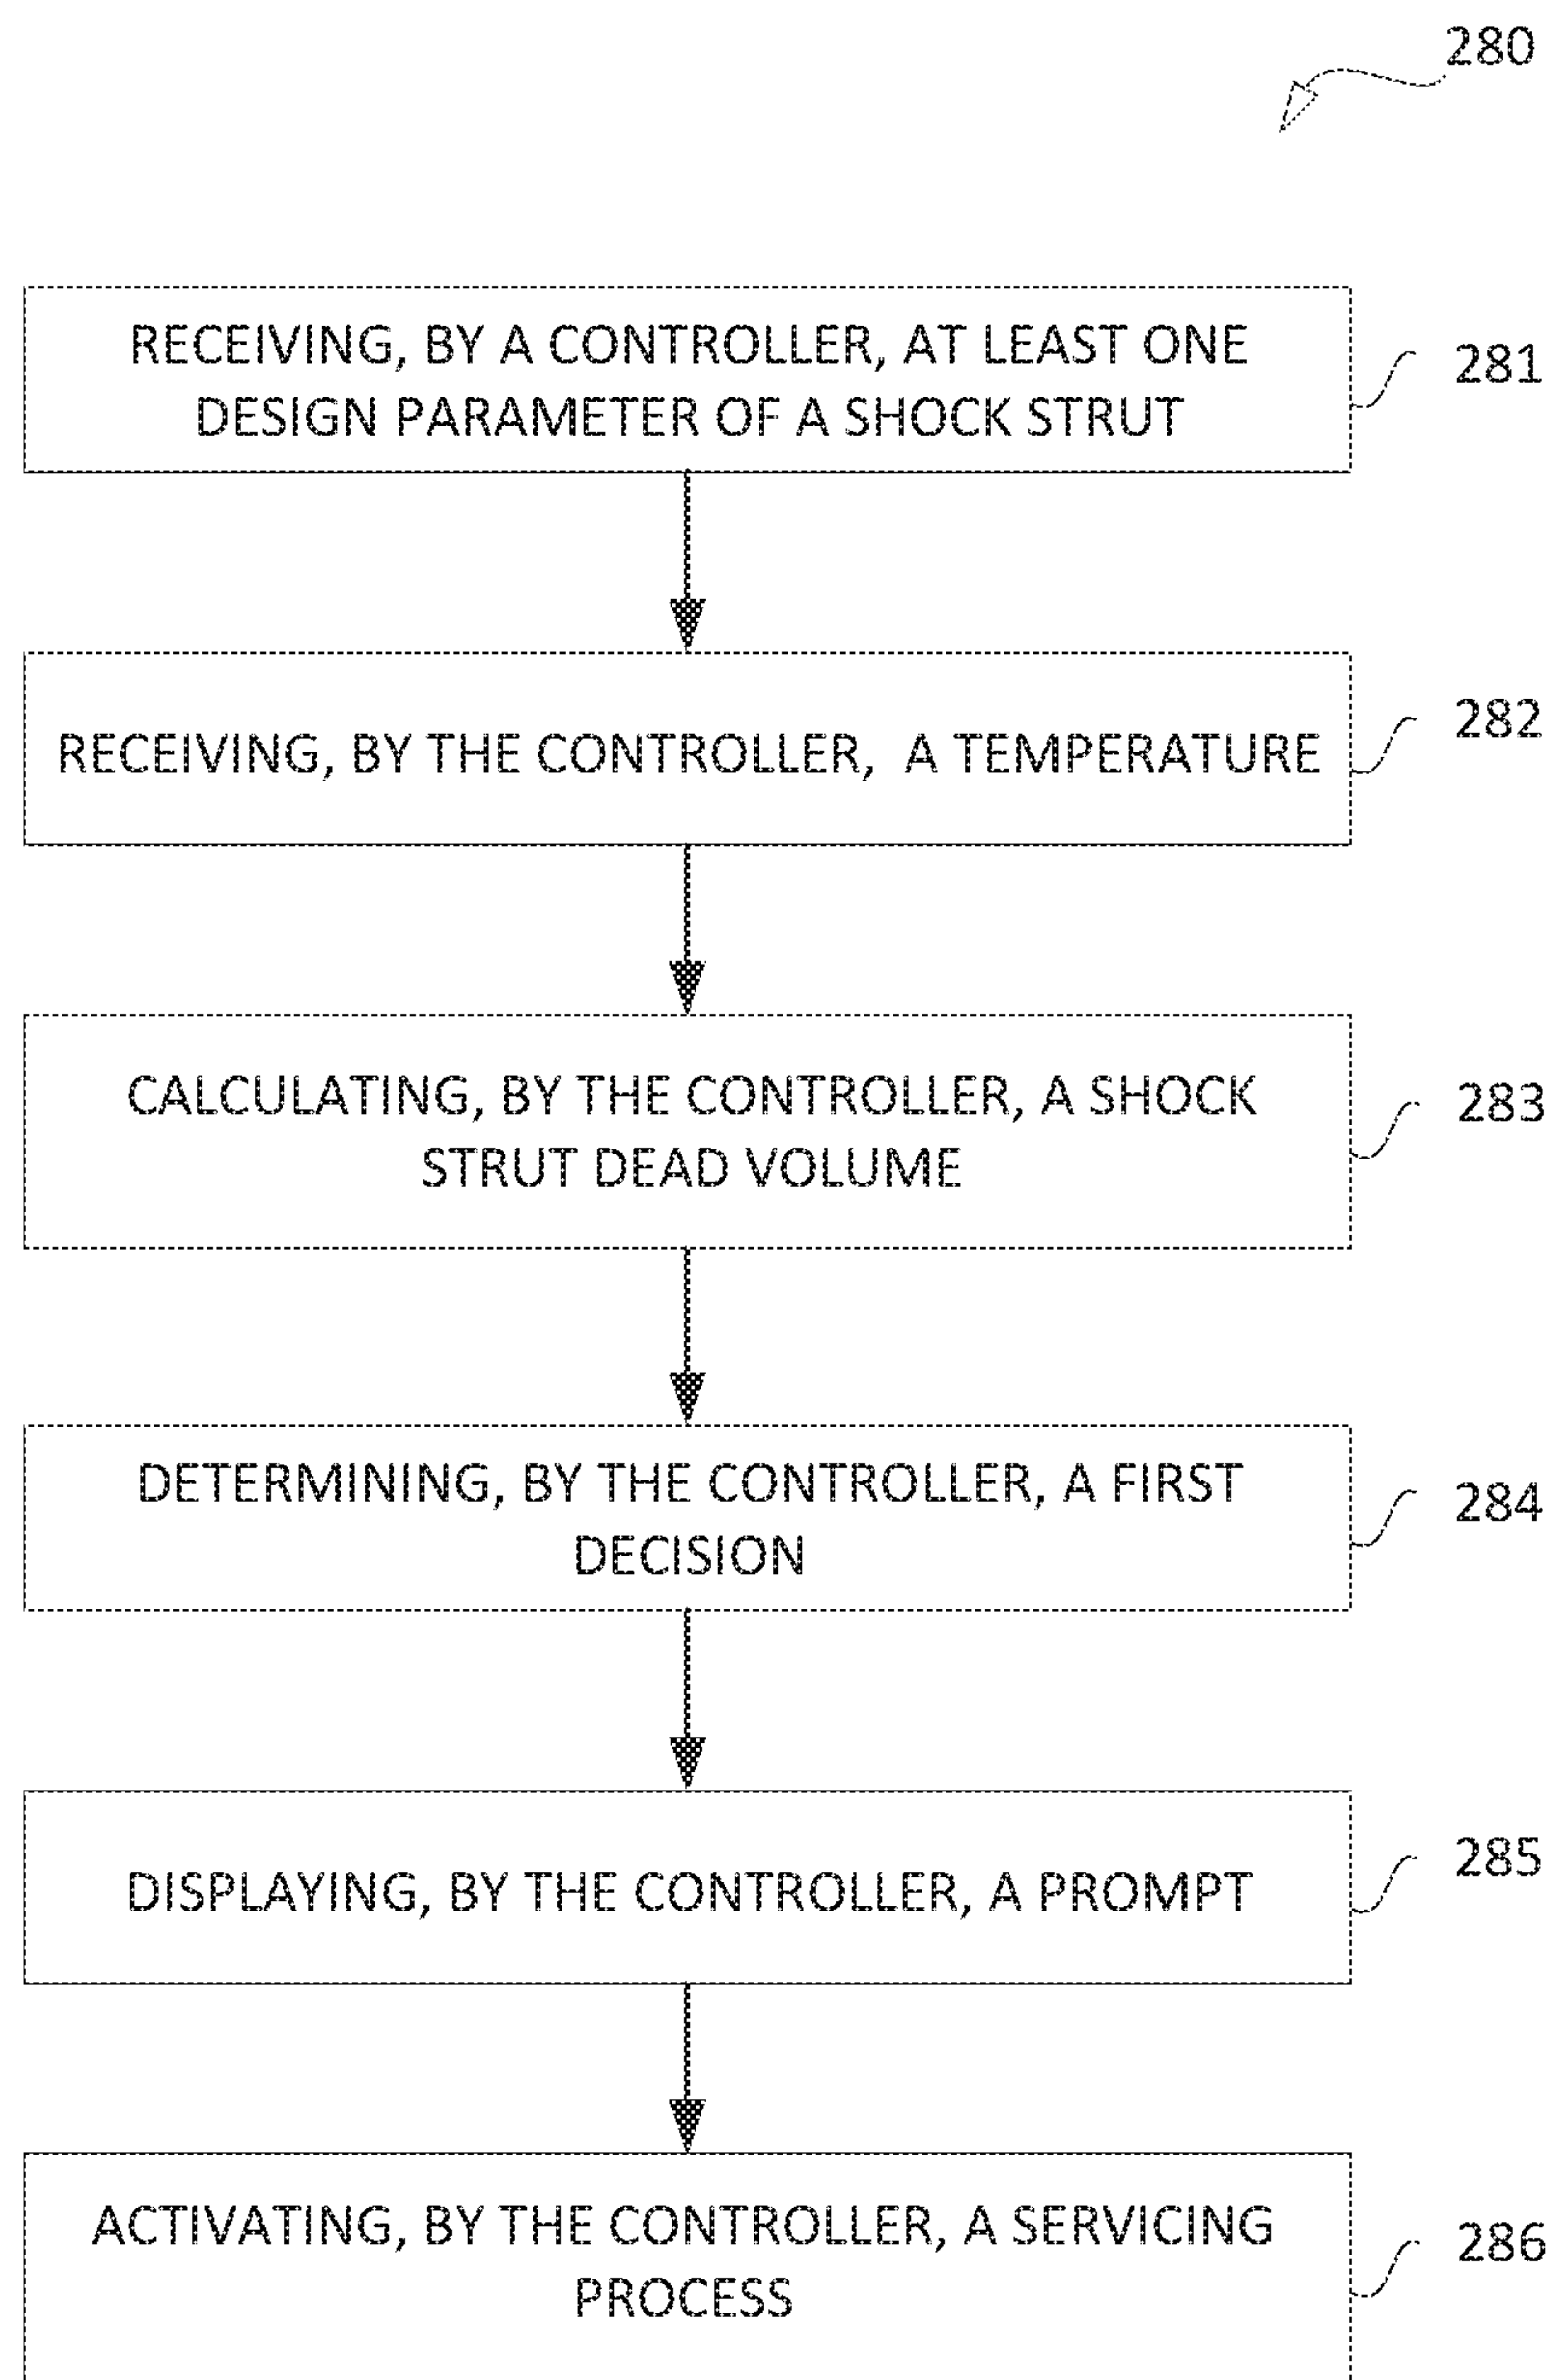 280
RECEIVING, BY A CONTROLLER, AT LEAST ONE
DESIGN PARAMETER OF A SHOCK STRUT
281
RECEIVING, BY THE CONTROLLER, A TEMPERATURE
282
CALCULATING, BY THE CONTROLLER, A SHOCK
STRUT DEAD VOLUME
283
DETERMINING, BY THE CONTROLLER, A FIRST
DECISION
284
DISPLAYING, BY THE CONTROLLER, A PROMPT
285
ACTIVATING, BY THE CONTROLLER, A SERVICING
PROCESS
286